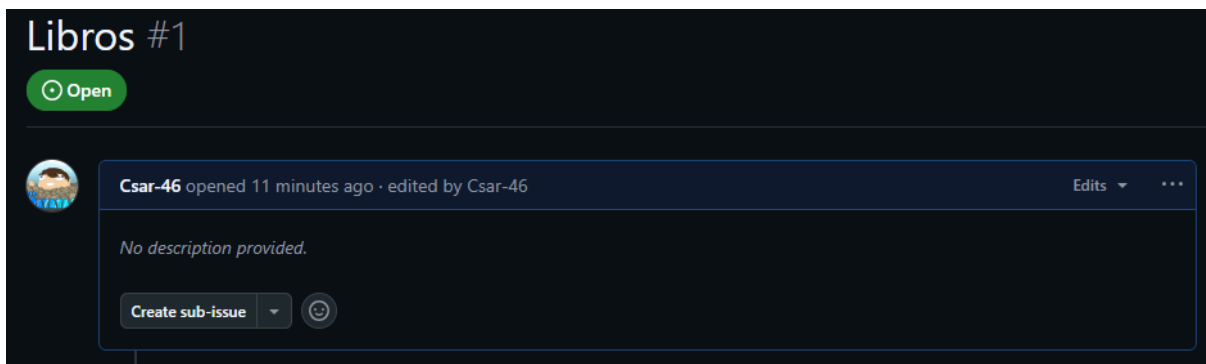 Libros #1
Open
Csar-46 opened 11 minutes ago · edited by Csar-46
Edits
No description provided.
Create sub-issue